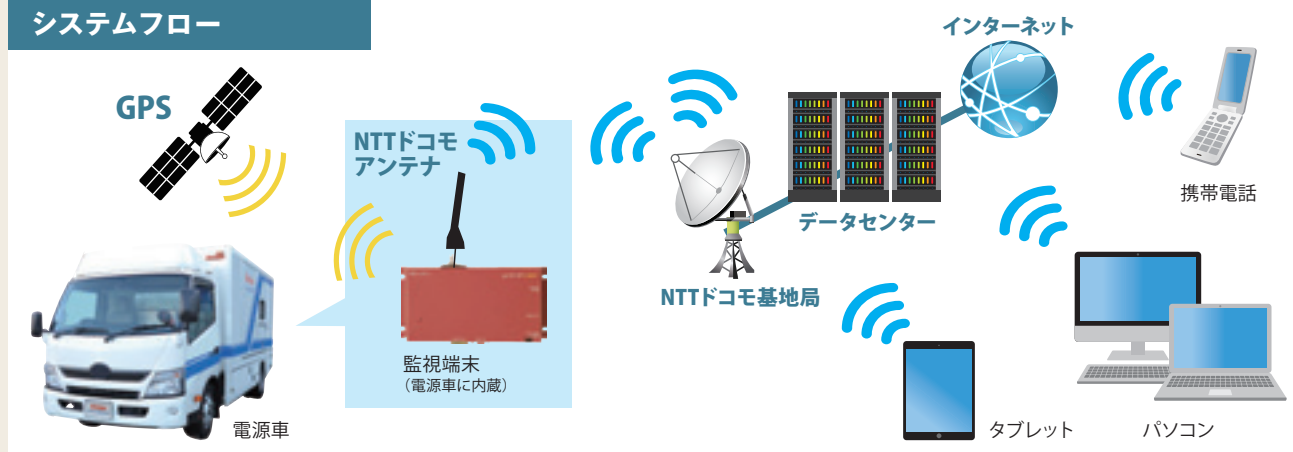 システムフロー
GPS
NTTドコモ
アンテナ
監視端末
（電源車に内蔵）
電源車
NTTドコモ基地局
データセンター
インターネット
携帯電話
タブレット
パソコン